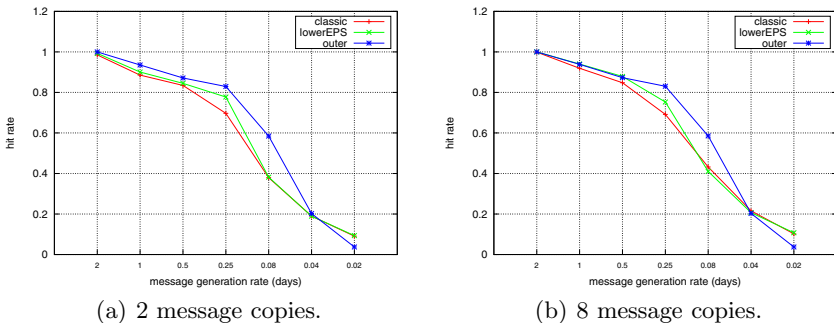 1.2
1
0.8
0.6
0.4
0.2
0
hit rate
classic
lowerEPS
outer
2 1 0.5 0.25 0.08 0.04 0.02
message generation rate (days)
(a) 2 message copies.
1.2
1
0.8
0.6
0.4
0.2
0
hit rate
classic
lowerEPS
outer
2 1 0.5 0.25 0.08 0.04 0.02
message generation rate (days)
(b) 8 message copies.